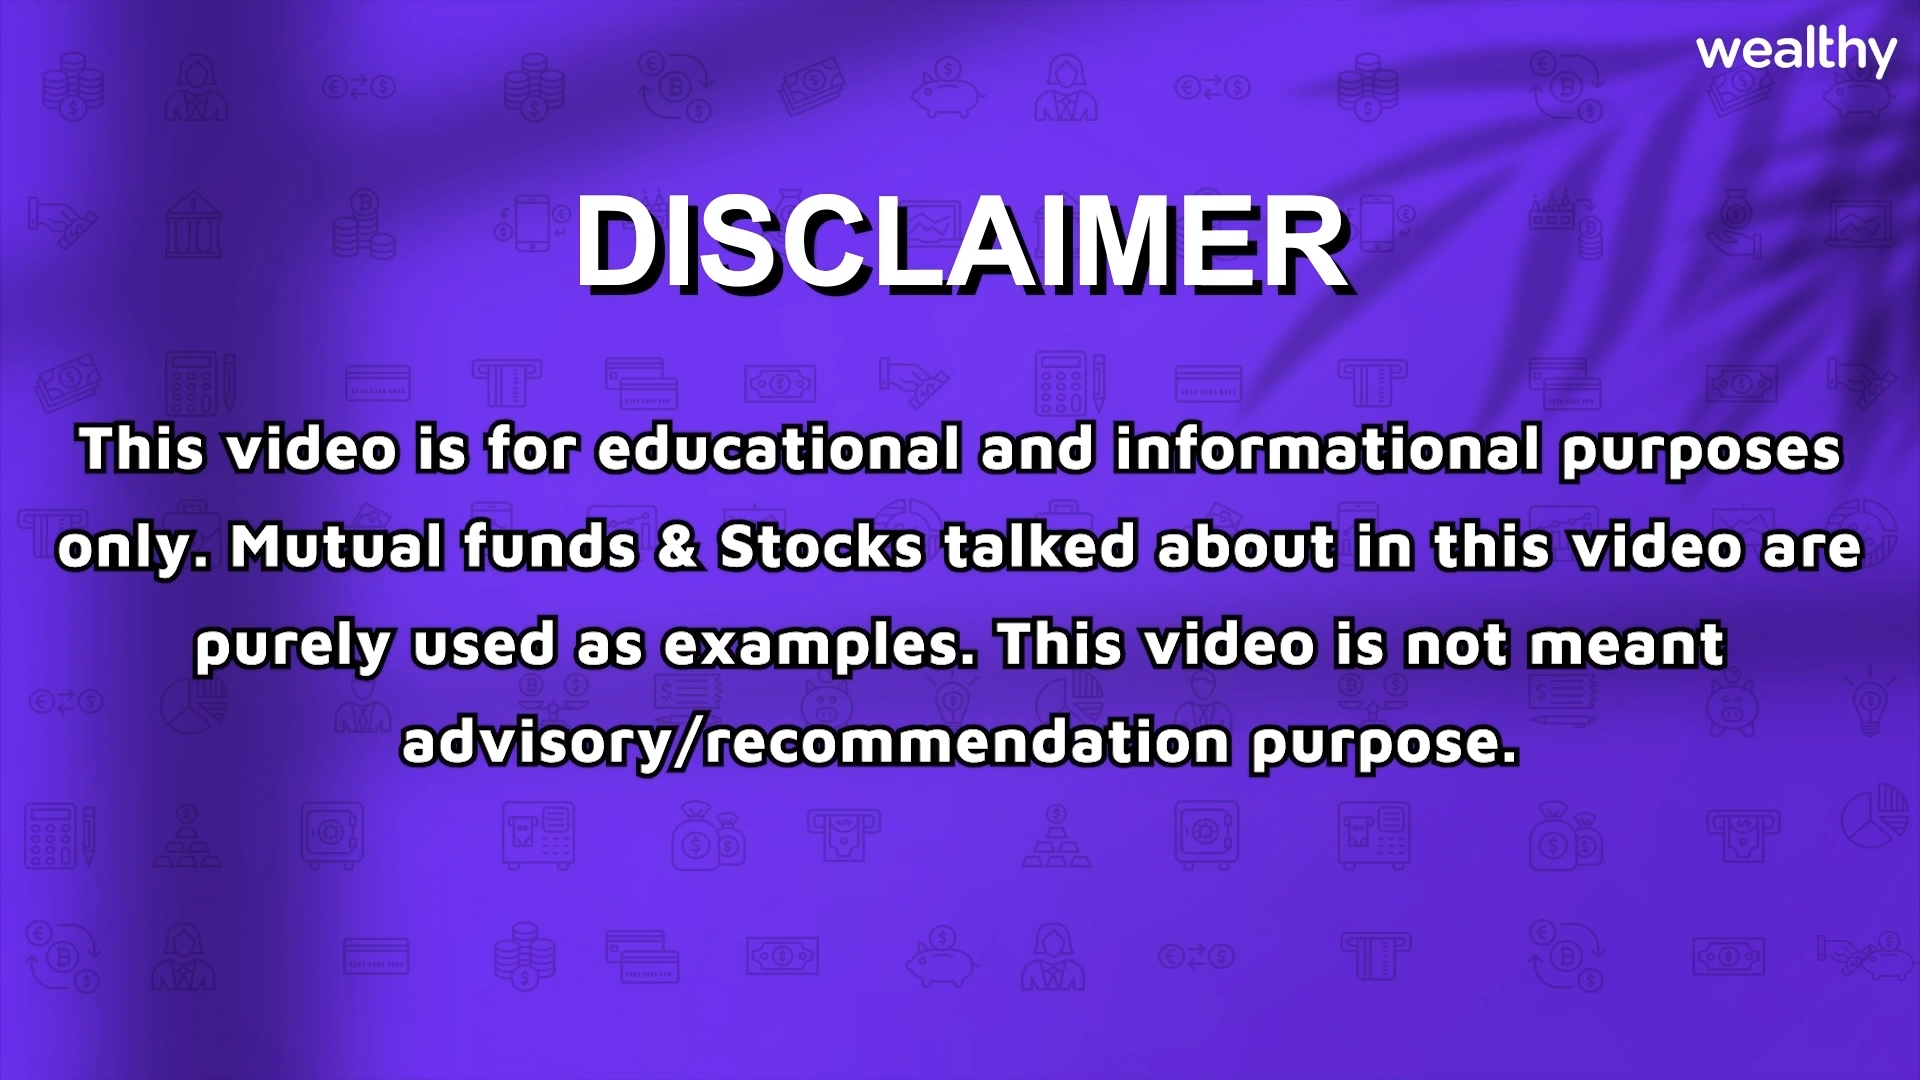 wealthy
DISCLAIMER
This video is for educational and informational purposes
only. Mutual funds & Stocks talked about in this video are
purely used as examples. This video is not meant
advisory/recommendation purpose.